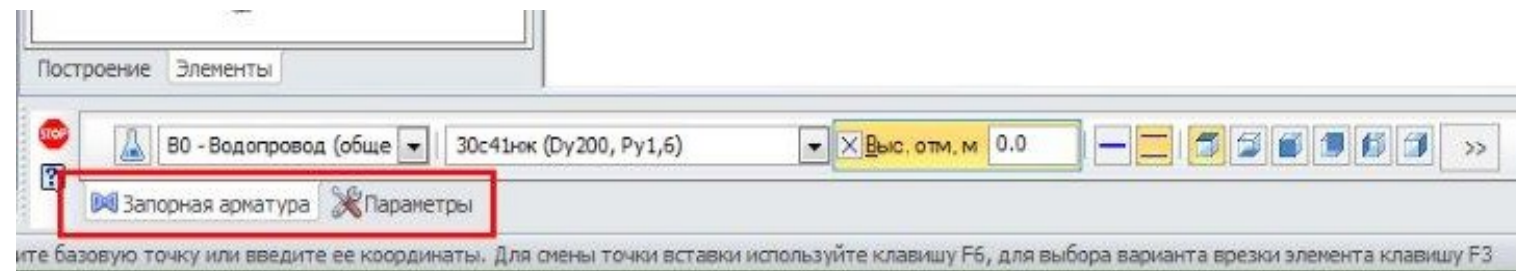 Построение Элементы
STOP В0 - Водопровод (обще 30с41нж (Dy200, Py1,6) Выс. отм, м 0.0 >>
?
Запорная арматура Параметры
ите базовую точку или введите ее координаты. Для смены точки вставки используйте клавишу F6, для выбора варианта врезки элемента клавишу F3